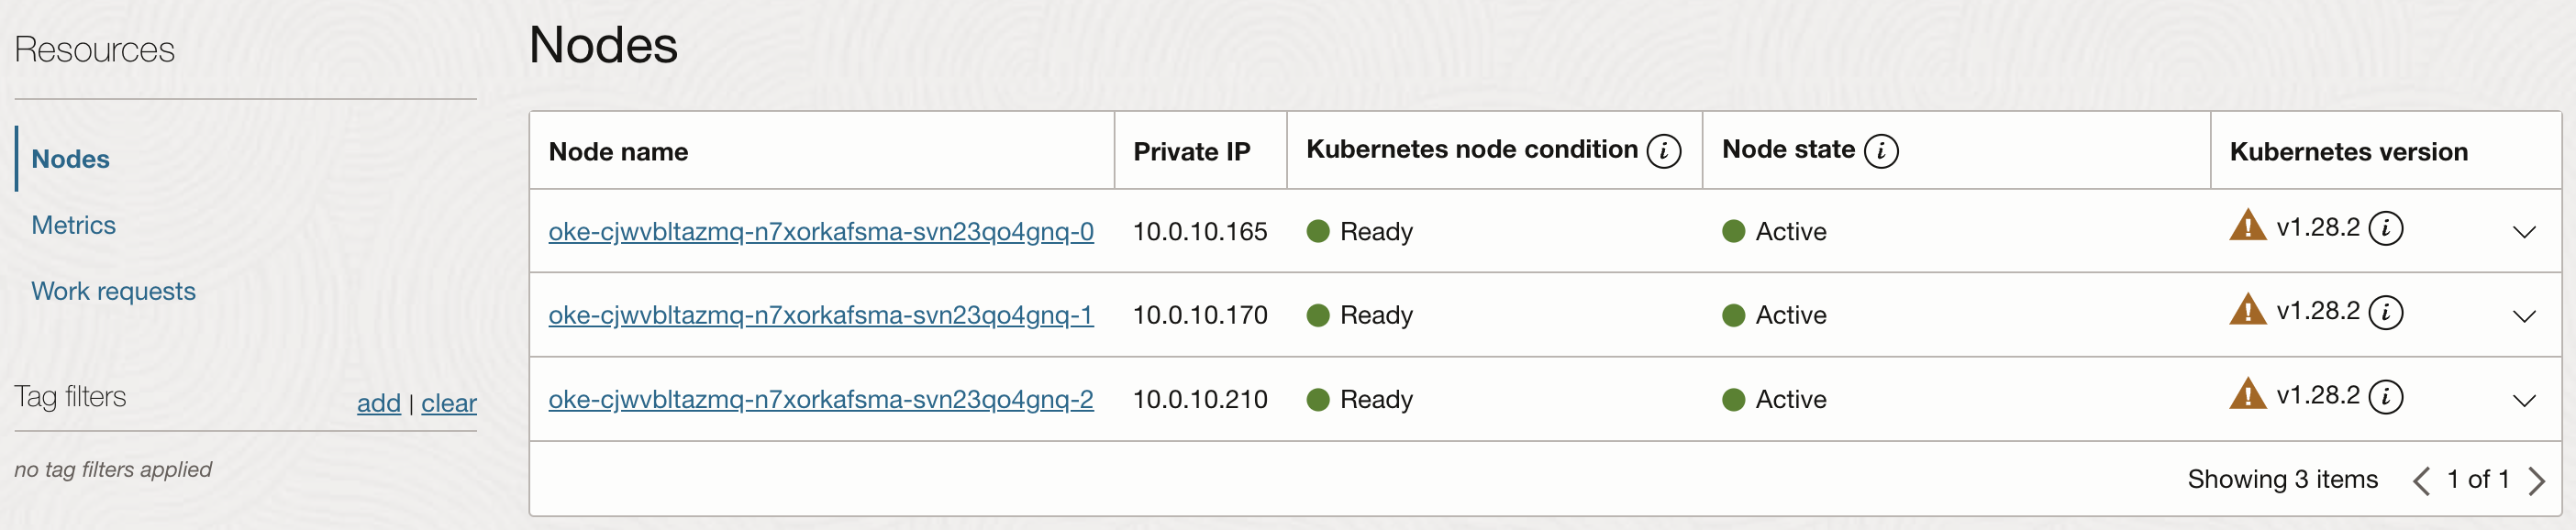 Resources
Nodes
Metrics
Work requests
Tag filters add | clear
no tag filters applied
Nodes
Node name Private IP Kubernetes node condition i Node state i Kubernetes version
oke-cjwvbltazmq-n7xorkafsma-svn23qo4gnq-0 10.0.10.165 Ready Active v1.28.2 i
oke-cjwvbltazmq-n7xorkafsma-svn23qo4gnq-1 10.0.10.170 Ready Active v1.28.2 i
oke-cjwvbltazmq-n7xorkafsma-svn23qo4gnq-2 10.0.10.210 Ready Active v1.28.2 i
Showing 3 items 1 of 1